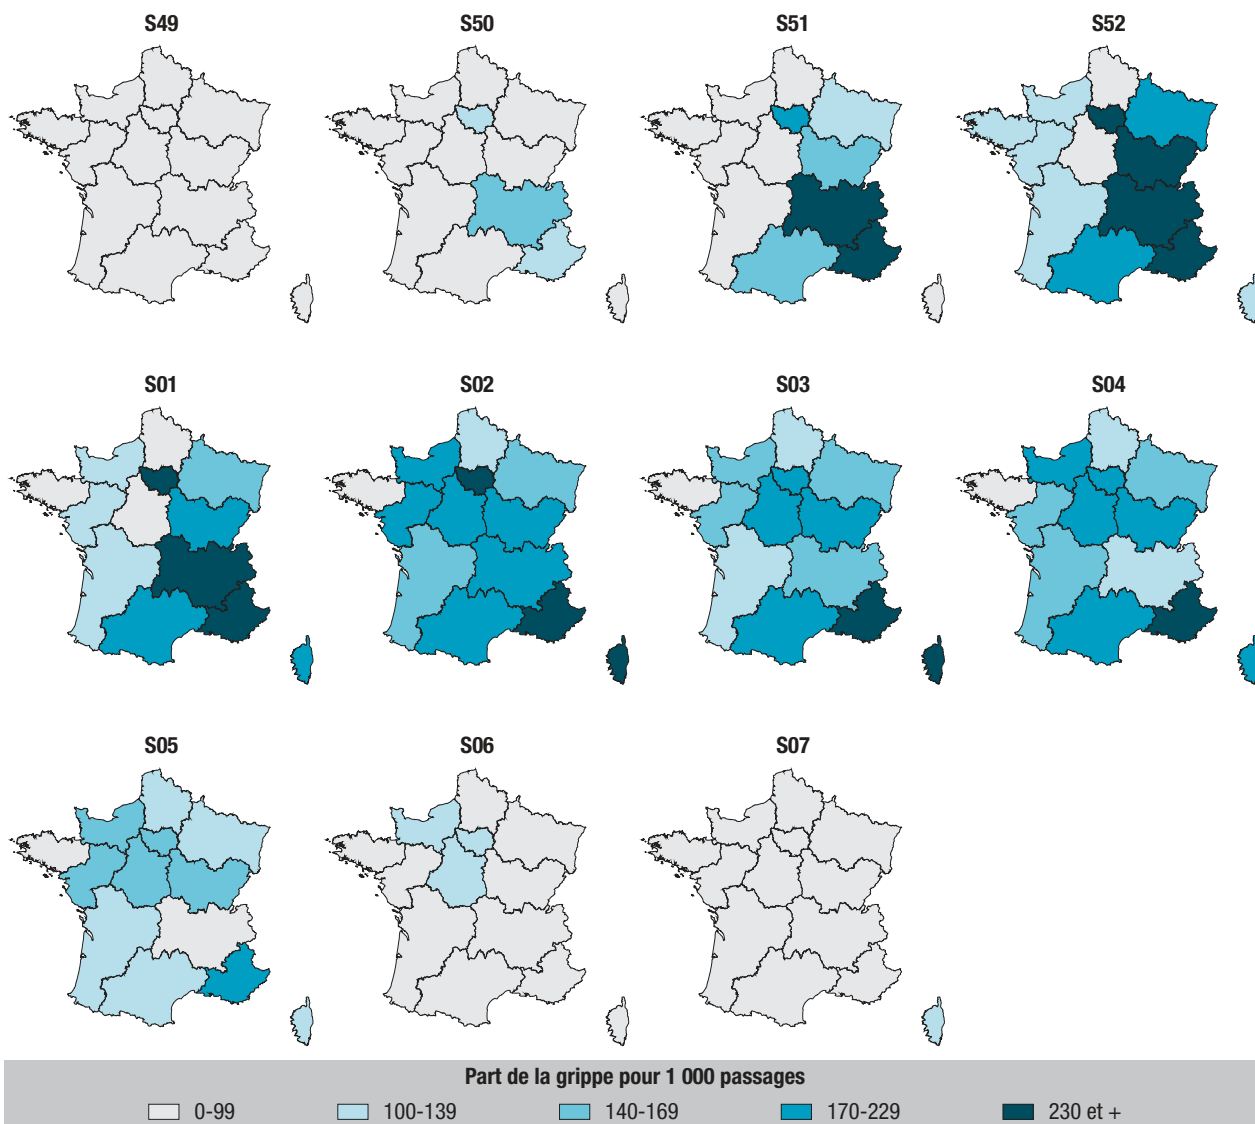 S49 S50 S51 S52
S01 S02 S03 S04
S05 S06 S07
Part de la grippe pour 1 000 passages
0-99 100-139 140-169 170-229 230 et +